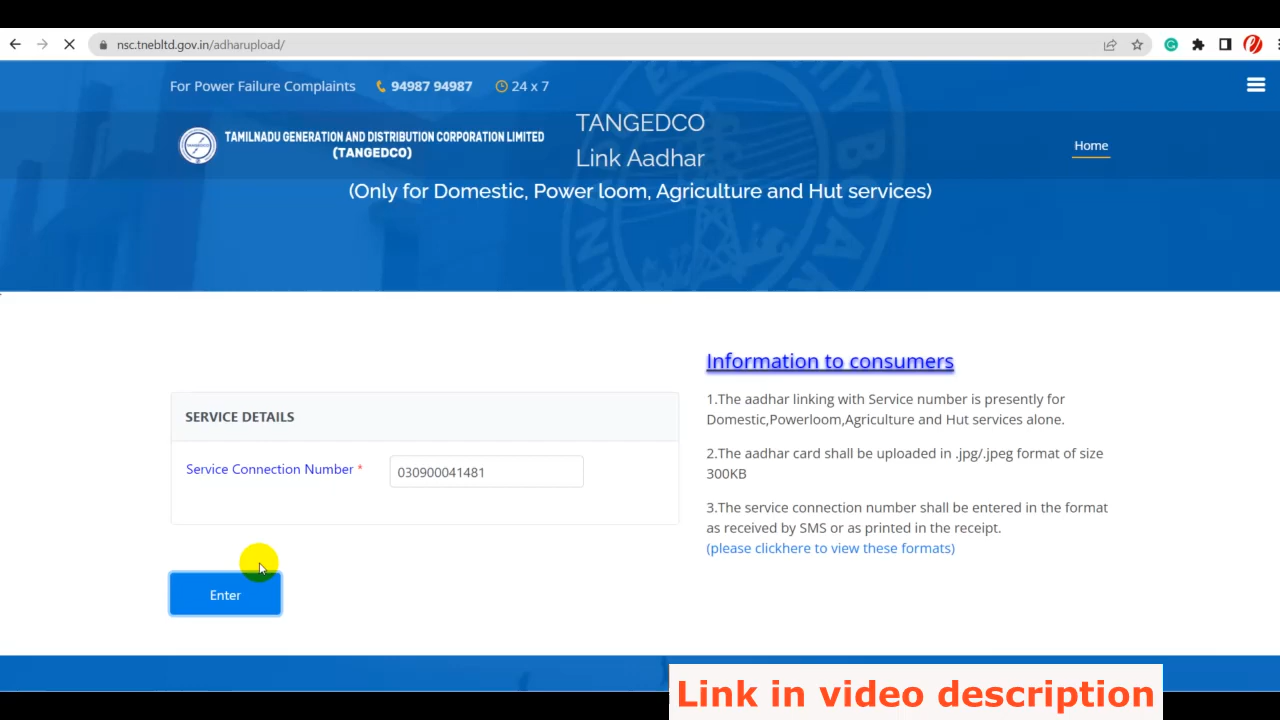 nsc.tnebltd.gov.in/adharupload/
For Power Failure Complaints 94987 94987 24 x 7
TAMILNADU GENERATION AND DISTRIBUTION CORPORATION LIMITED
(TANGEDCO)
TANGEDCO
Link Aadhar
Home
(Only for Domestic, Power loom, Agriculture and Hut services)
SERVICE DETAILS
Service Connection Number * 030900041481
Enter
Information to consumers
1.The aadhar linking with Service number is presently for
Domestic,Powerloom,Agriculture and Hut services alone.
2.The aadhar card shall be uploaded in .jpg/.jpeg format of size
300KB
3.The service connection number shall be entered in the format
as received by SMS or as printed in the receipt.
(please clickhere to view these formats)
Link in video description